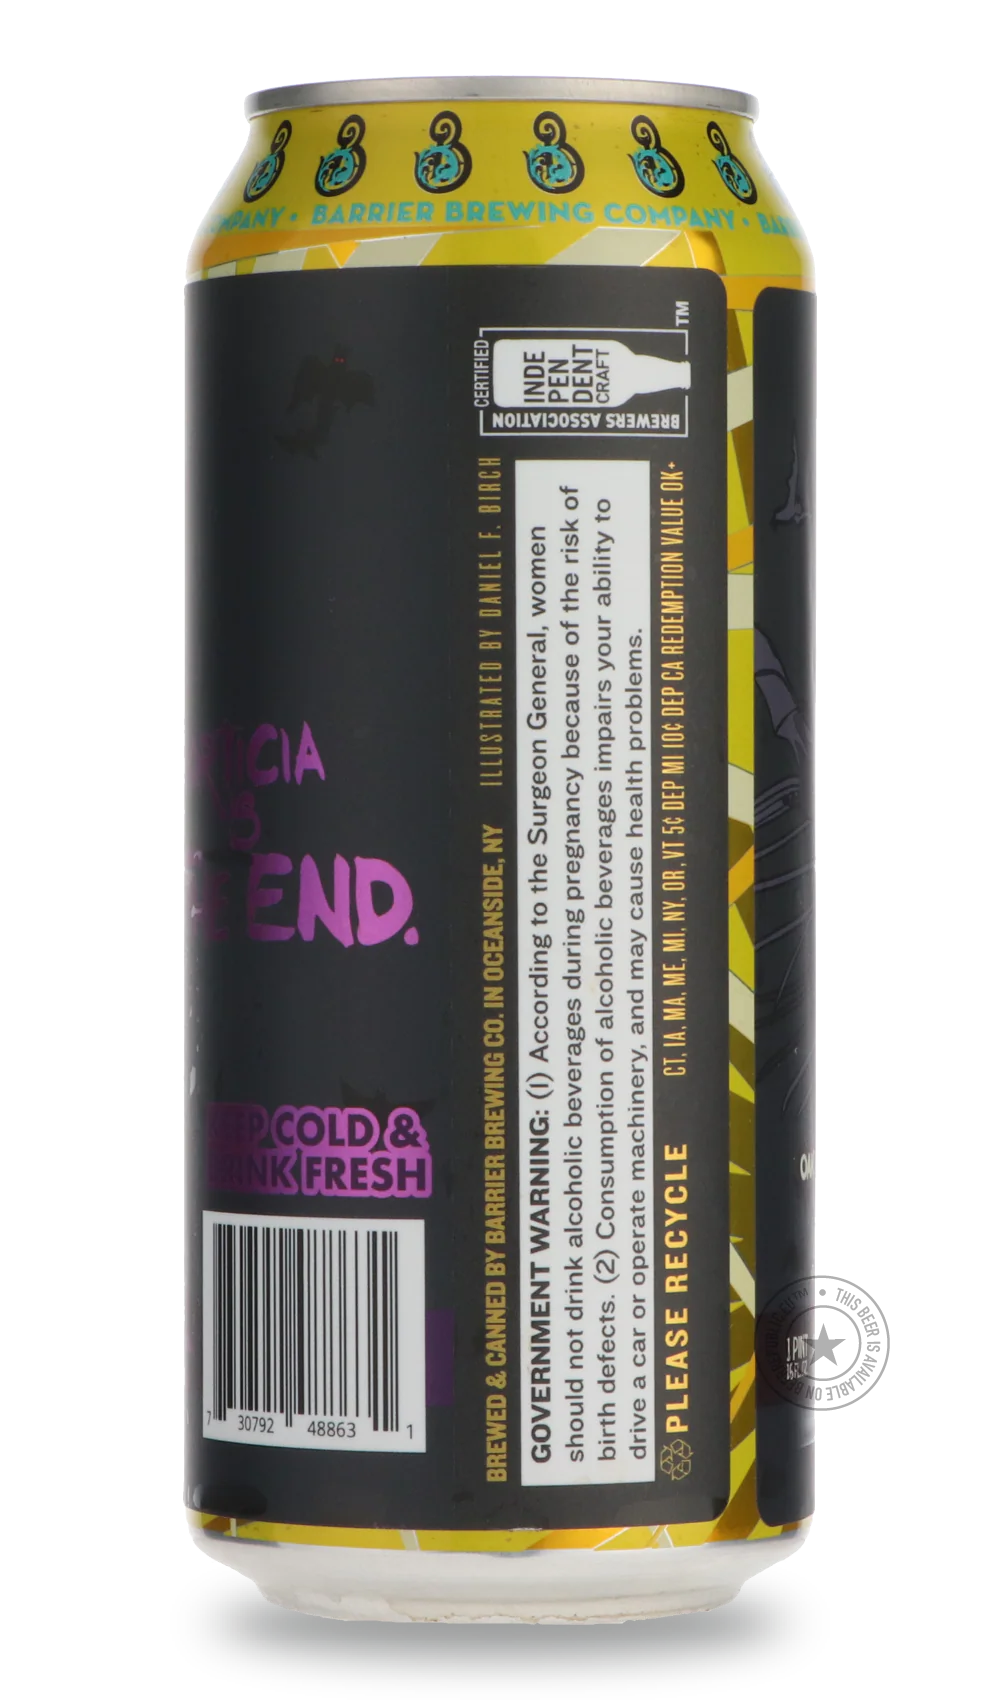 BARRIER BREWING COMPANY
CERTIFIED
INDE
PEN
DENT
CRAFT
BREWERS ASSOCIATION
TM
END.
COLD &
FRESH
7 30792 48863 1
BREWED & CANNED BY BARRIER BREWING CO. IN OCEANSIDE, NY
ILLUSTRATED BY DANIEL F. BIRCH
GOVERNMENT WARNING: (1) According to the Surgeon General, women
should not drink alcoholic beverages during pregnancy because of the risk of
birth defects. (2) Consumption of alcoholic beverages impairs your ability to
drive a car or operate machinery, and may cause health problems.
PLEASE RECYCLE
CT, IA, MA, ME, MI, NY, OR, VT 5¢ DEP MI 10¢ DEP CA REDEMPTION VALUE OK+
1 PINT
THIS BEER IS AVAILABLE ON